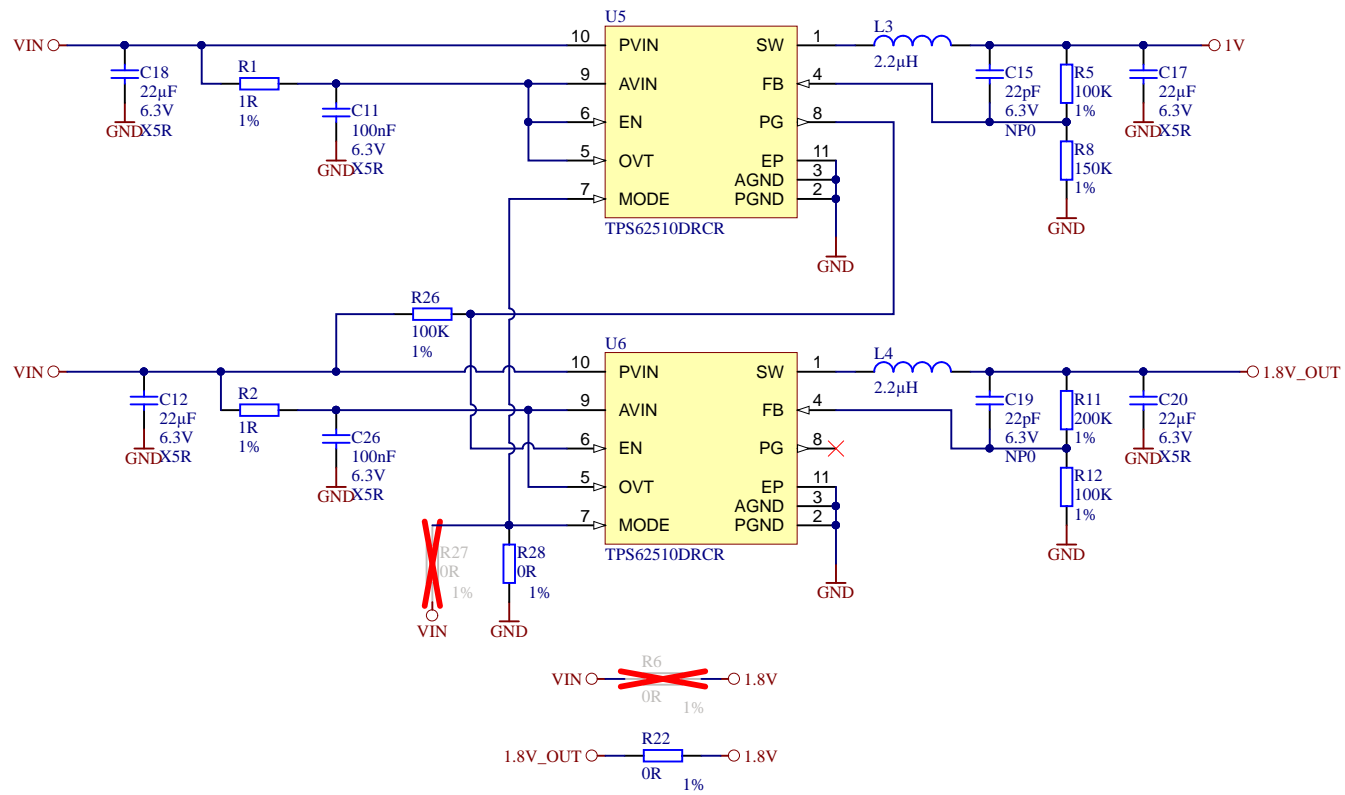 U5
VIN
10
PVIN
SW
1
L3
2.2µH
1V
C18
22µF
6.3V
X5R
GND
R1
1R
1%
C11
100nF
6.3V
X5R
GND
9
AVIN
FB
4
6
EN
PG
8
5
OVT
EP
11
AGND
3
7
MODE
PGND
2
TPS62510DRCR
GND
C15
22pF
6.3V
NP0
R5
100K
1%
C17
22µF
6.3V
X5R
GND
R8
150K
1%
GND
R26
100K
1%
U6
VIN
10
PVIN
SW
1
L4
2.2µH
1.8V_OUT
C12
22µF
6.3V
X5R
GND
R2
1R
1%
C26
100nF
6.3V
X5R
GND
9
AVIN
FB
4
6
EN
PG
8
5
OVT
EP
11
AGND
3
7
MODE
PGND
2
TPS62510DRCR
GND
C19
22pF
6.3V
NP0
R11
200K
1%
C20
22µF
6.3V
X5R
GND
R12
100K
1%
GND
R27
0R
1%
VIN
R28
0R
1%
GND
R6
VIN
1.8V
0R
1%
R22
1.8V_OUT
1.8V
0R
1%